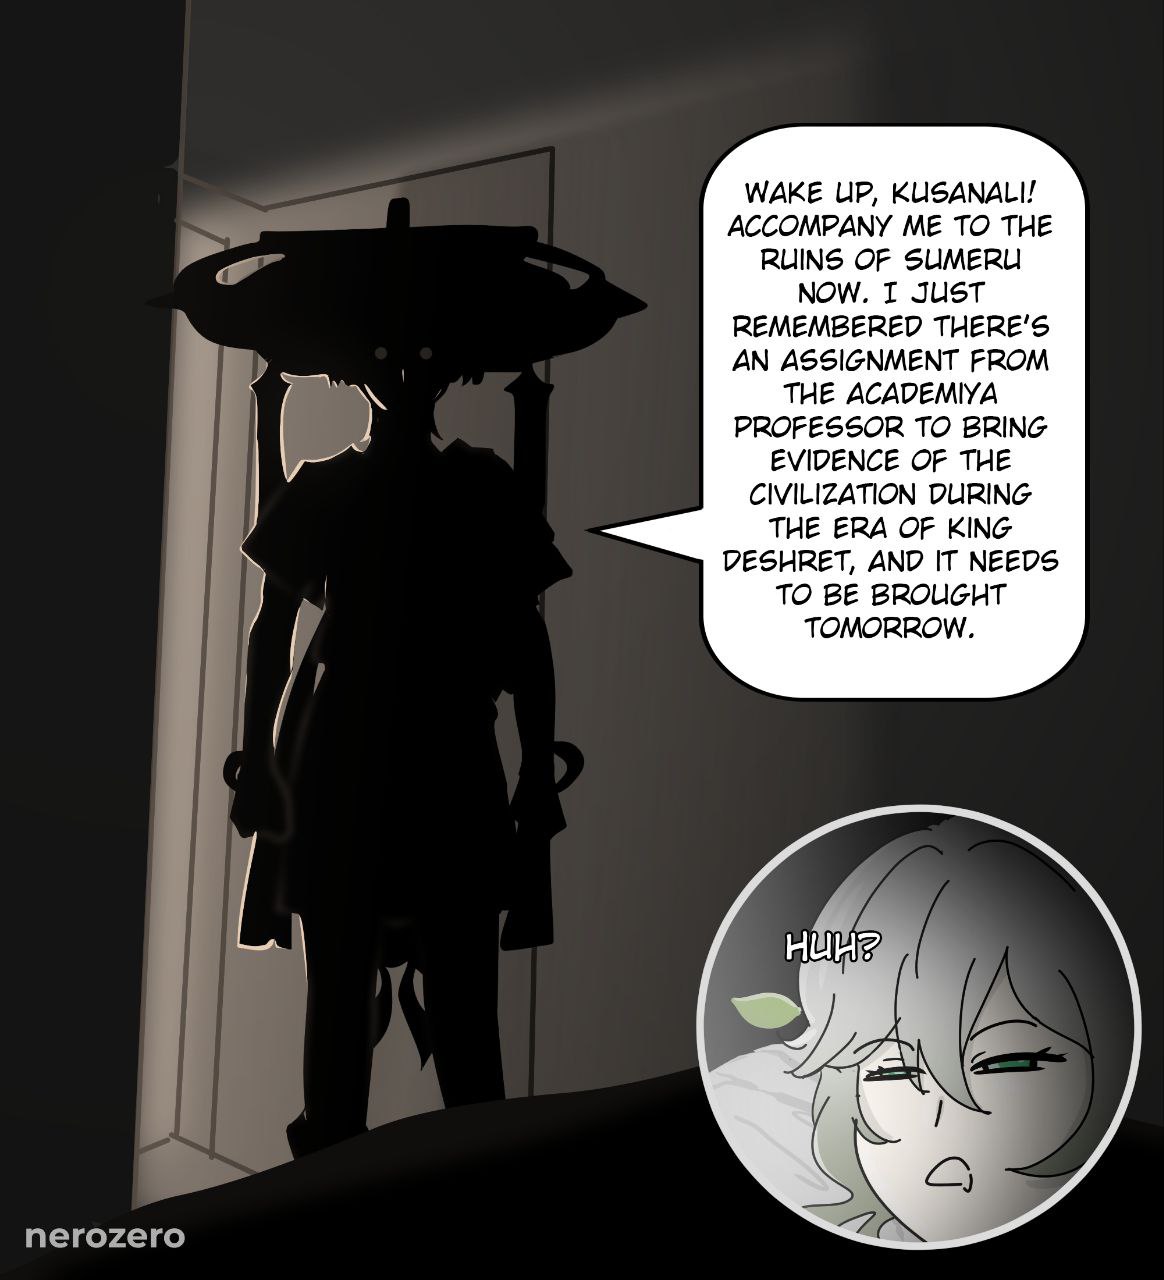 WAKE UP, KUSANALI!
ACCOMPANY ME TO THE
RUINS OF SUMERU
NOW. I JUST
REMEMBERED THERE'S
AN ASSIGNMENT FROM
THE ACADEMIYA
PROFESSOR TO BRING
EVIDENCE OF THE
CIVILIZATION DURING
THE ERA OF KING
DESHRET, AND IT NEEDS
TO BE BROUGHT
TOMORROW.
HUH?
nerozero